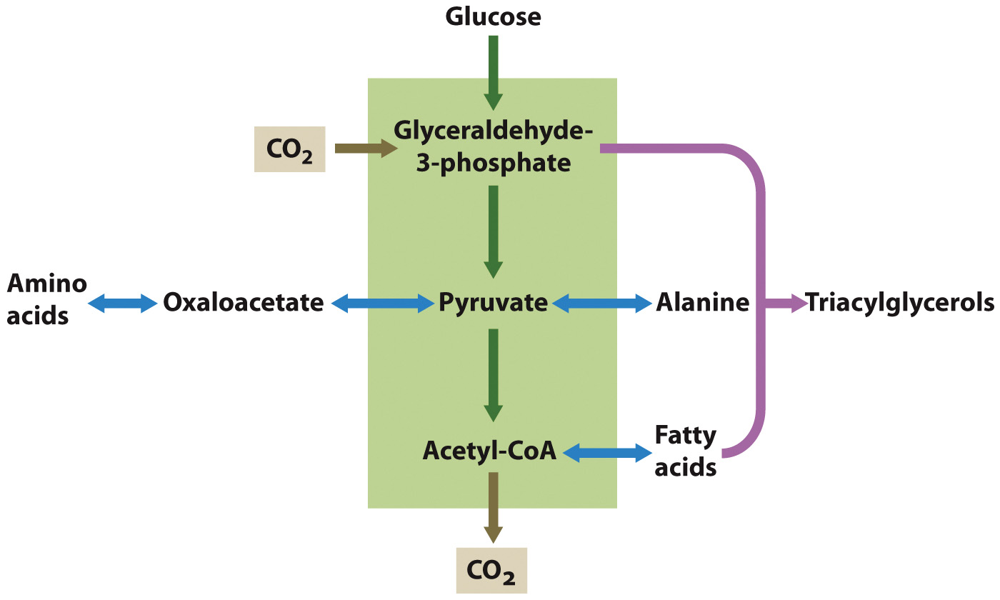 Glucose
Glyceraldehyde-
3-phosphate
CO₂
Amino
acids
Oxaloacetate
Pyruvate
Alanine
Triacylglycerols
Acetyl-CoA
Fatty
acids
CO₂